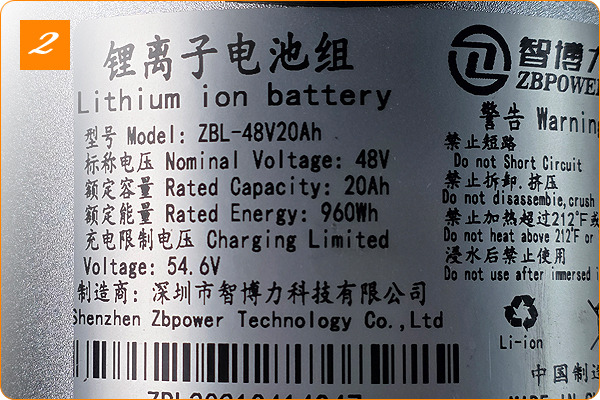 2
锂离子电池组
Lithium ion battery
型号 Model: ZBL-48V20Ah
标称电压 Nominal Voltage: 48V
额定容量 Rated Capacity: 20Ah
额定能量 Rated Energy: 960Wh
充电限制电压 Charging Limited
Voltage: 54.6V
制造商: 深圳市智博力科技有限公司
Shenzhen Zbpower Technology Co.,Ltd
智博力
ZBPOWER
警告 Warning
禁止短路
Do not Short Circuit
禁止拆卸.挤压
Do not disassembie,crush
禁止加热超过212°F或
Do not heat above 212°F or
浸水后禁止使用
Do not use after immersed i
Li-ion
中国制造